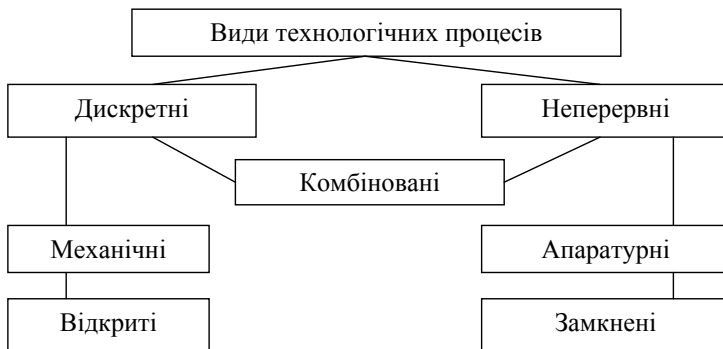 Види технологічних процесів
Дискретні
Неперервні
Комбіновані
Механічні
Апаратурні
Відкриті
Замкнені